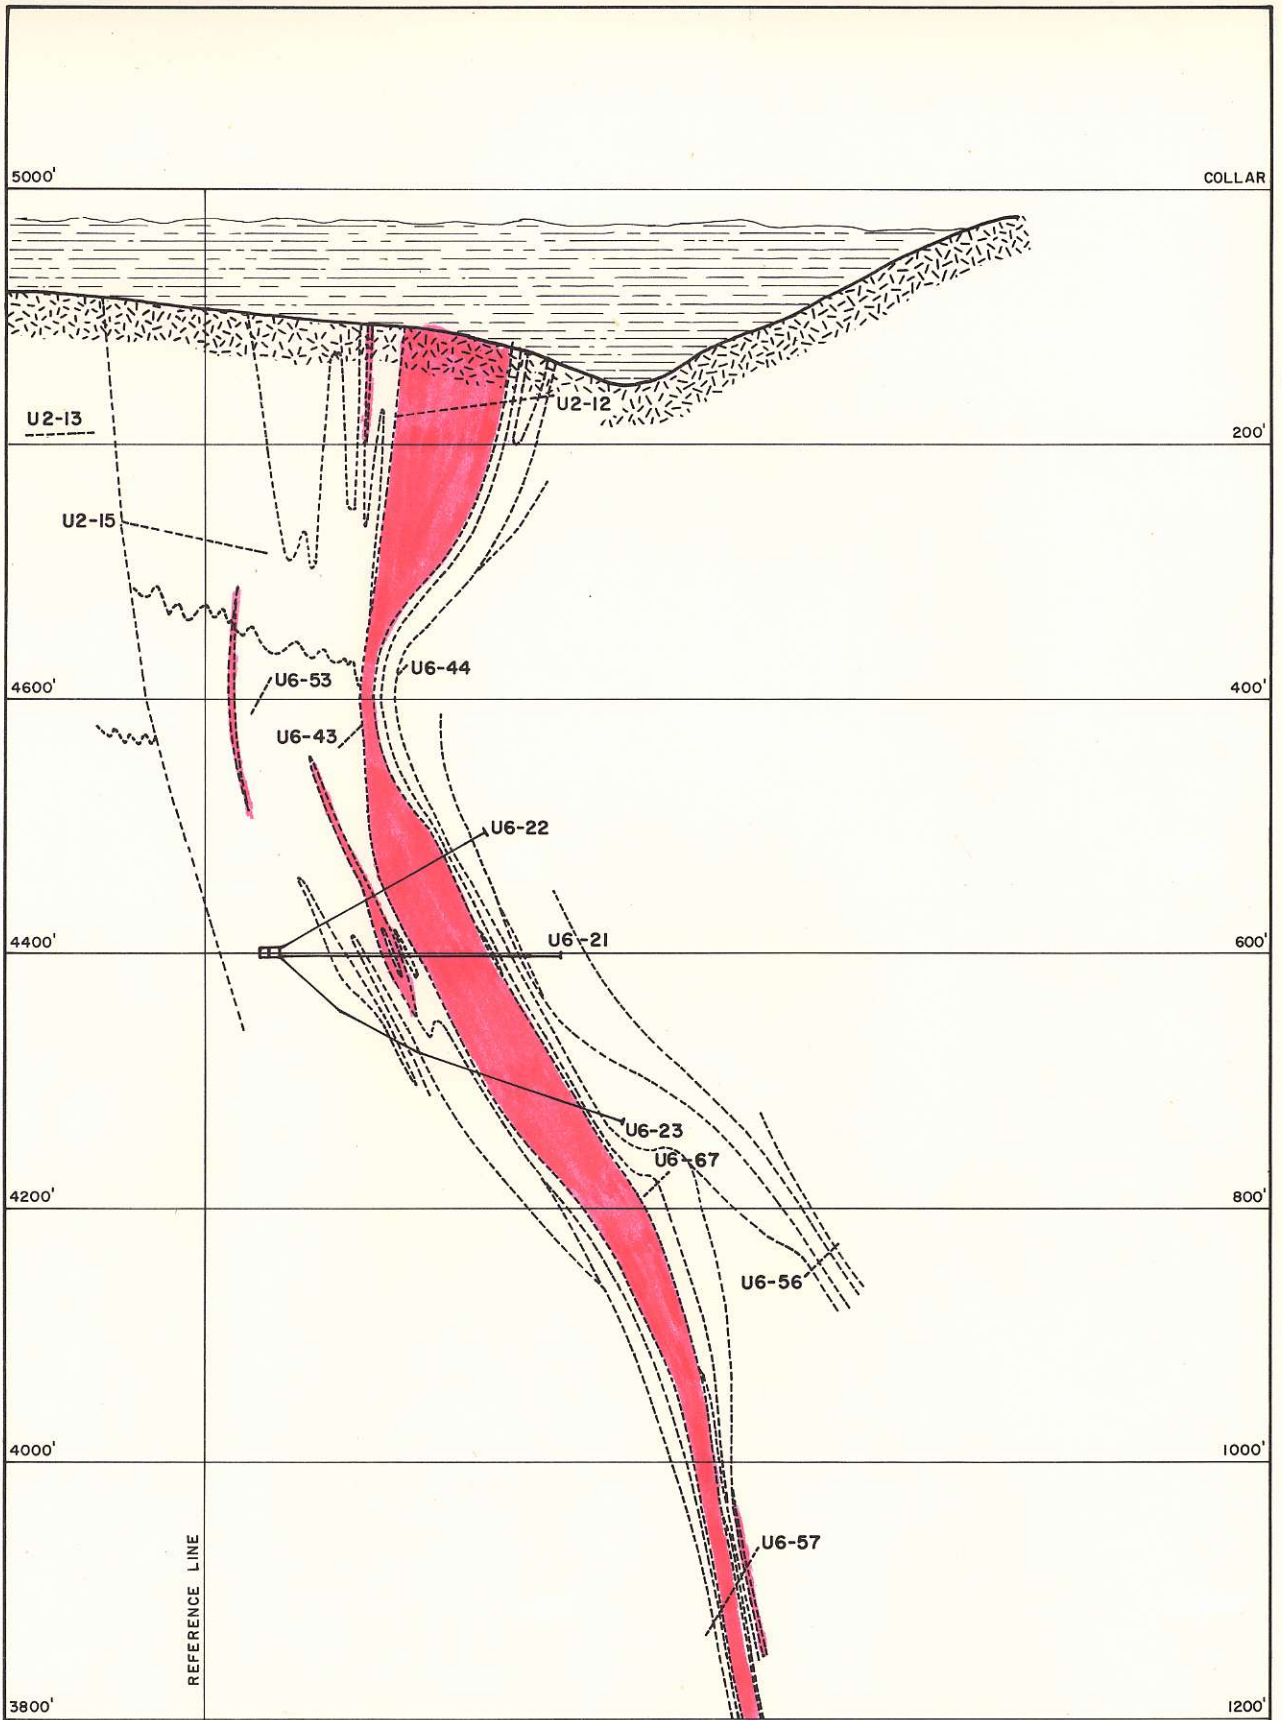 5000' COLLAR
U2-12
U2-13
200'
U2-15
U6-44
U6-53
4600' 400'
U6-43
U6-22
U6-21
4400' 600'
U6-23
U6-67
4200' 800'
U6-56
4000' 1000'
U6-57
REFERENCE LINE
3800' 1200'